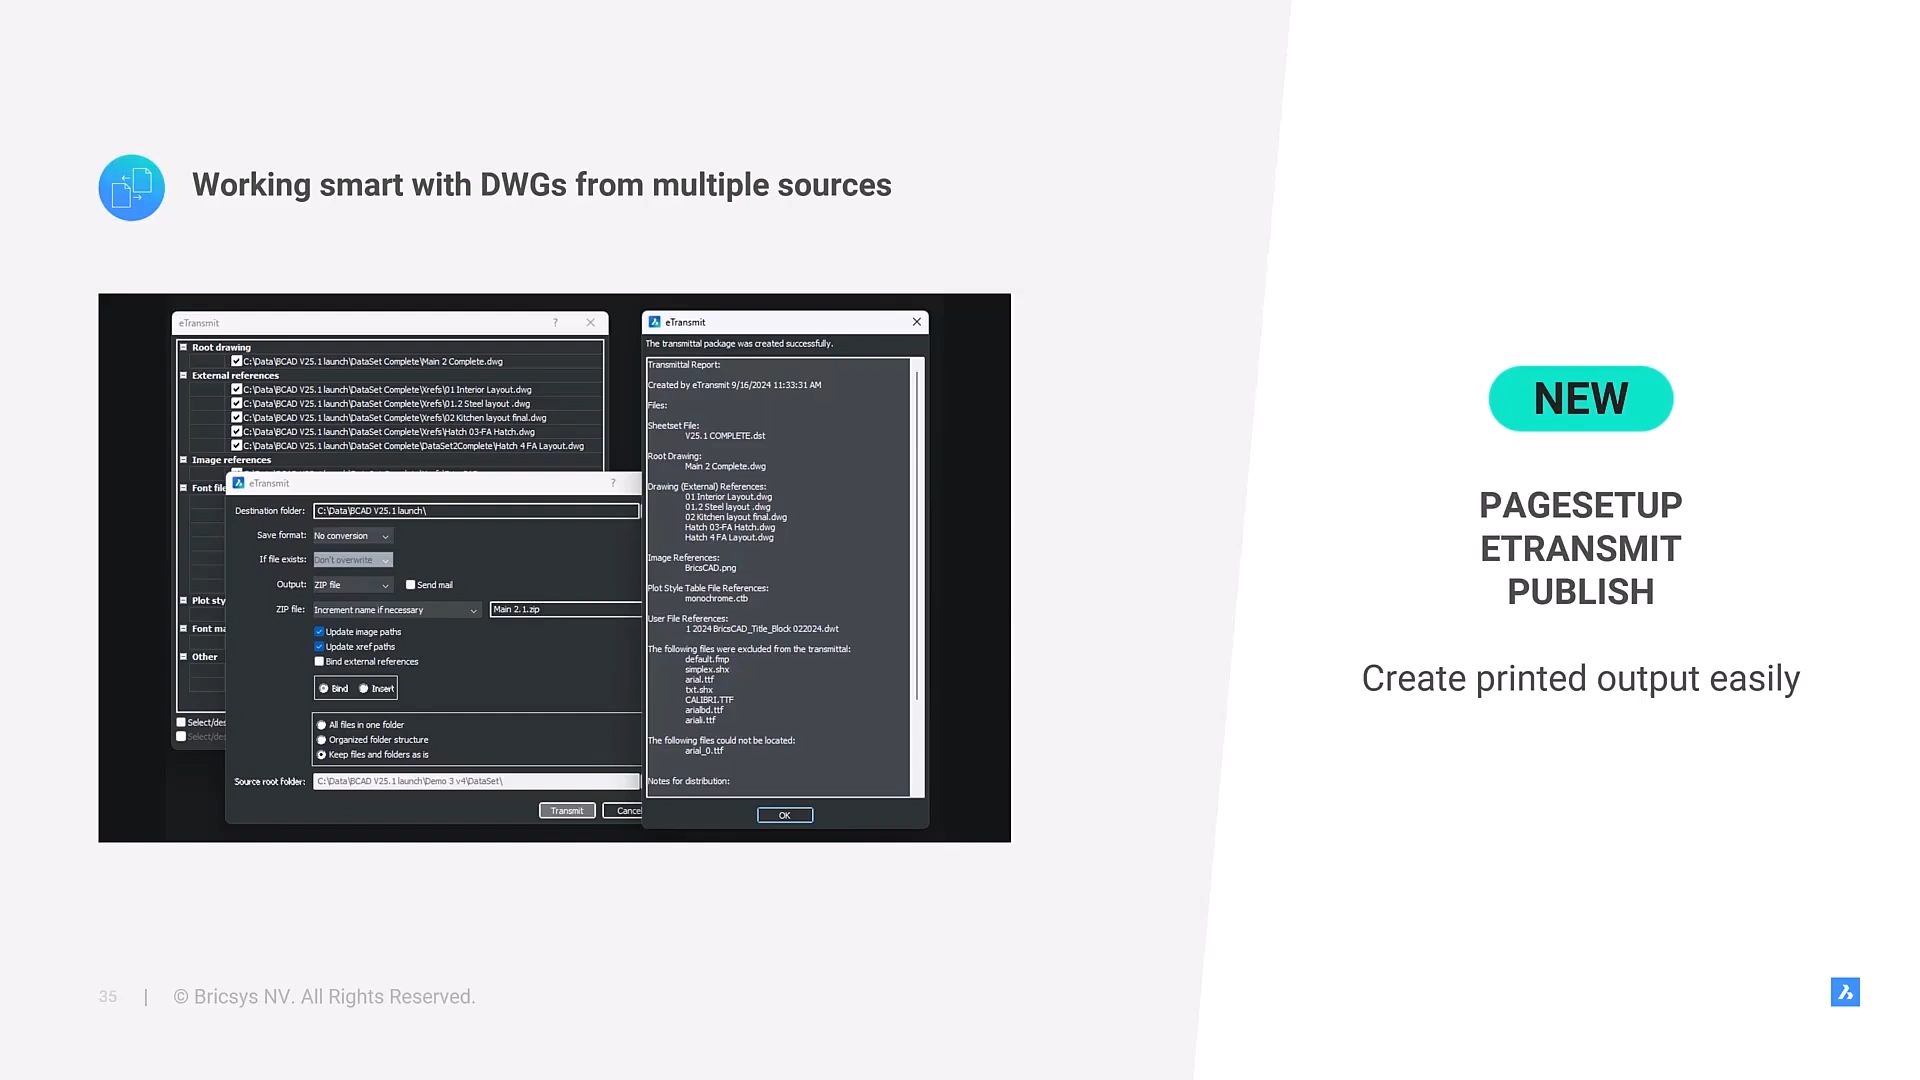 Working smart with DWGs from multiple sources
eTransmit
?
Root drawing
C:\Data\BCAD V25.1 launch\DataSet Complete\Main 2 Complete.dwg
External references
C:\Data\BCAD V25.1 launch\DataSet Complete\Xrefs\01 Interior Layout.dwg
C:\Data\BCAD V25.1 launch\DataSet Complete\Xrefs\01.2 Steel layout .dwg
C:\Data\BCAD V25.1 launch\DataSet Complete\Xrefs\02 Kitchen layout final.dwg
C:\Data\BCAD V25.1 launch\DataSet Complete\Xrefs\Hatch 03-FA Hatch.dwg
C:\Data\BCAD V25.1 launch\DataSet Complete\DataSet2Complete\Hatch 4 FA Layout.dwg
Image references
Font file
Plot sty
Font ma
Other
Select/des
Select/des
eTransmit
?
Destination folder: C:\Data\BCAD V25.1 launch\
Save format: No conversion
If file exists: Don't overwrite
Output: ZIP file Send mail
ZIP file: Increment name if necessary Main 2.1.zip
Update image paths
Update xref paths
Bind external references
Bind Insert
All files in one folder
Organized folder structure
Keep files and folders as is
Source root folder: C:\Data\BCAD V25.1 launch\Demo 3 v4\DataSet\
Transmit Cancel
eTransmit
The transmittal package was created successfully.
Transmittal Report:
Created by eTransmit 9/16/2024 11:33:31 AM
Files:
Sheetset File:
V25.1 COMPLETE.dst
Root Drawing:
Main 2 Complete.dwg
Drawing (External) References:
01 Interior Layout.dwg
01.2 Steel layout .dwg
02 Kitchen layout final.dwg
Hatch 03-FA Hatch.dwg
Hatch 4 FA Layout.dwg
Image References:
BricsCAD.png
Plot Style Table File References:
monochrome.ctb
User File References:
1 2024 BricsCAD_Title_Block 022024.dwt
The following files were excluded from the transmittal:
default.fmp
simplex.shx
arial.ttf
txt.shx
CALIBRI.TTF
arialbd.ttf
ariali.ttf
The following files could not be located:
arial_0.ttf
Notes for distribution:
OK
NEW
PAGESETUP
ETRANSMIT
PUBLISH
Create printed output easily
35 | © Bricsys NV. All Rights Reserved.